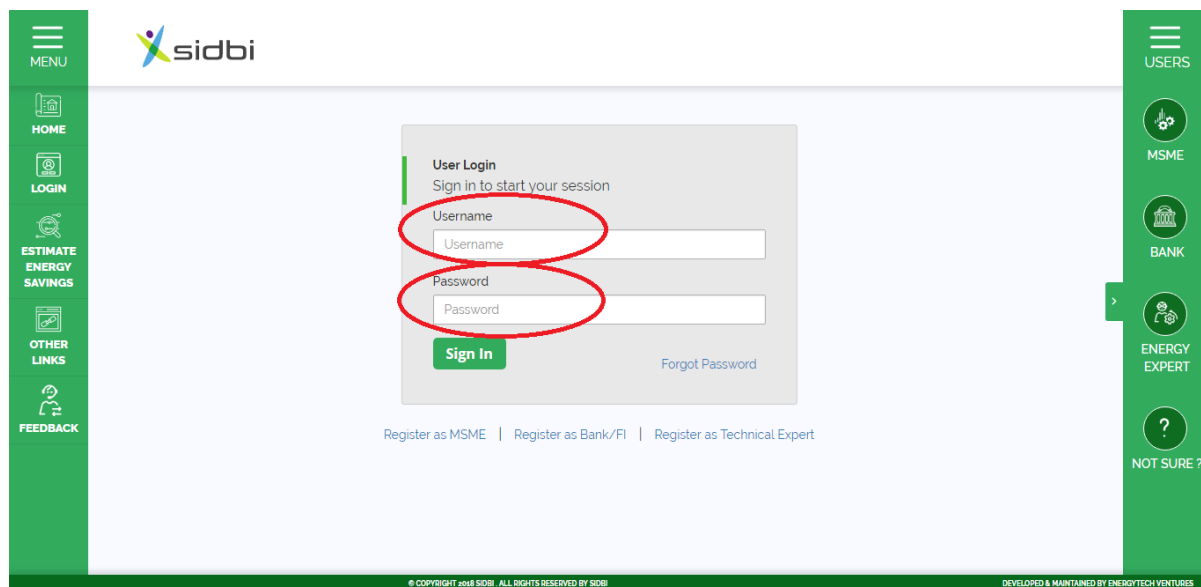 MENU
sidbi
USERS
HOME
LOGIN
ESTIMATE
ENERGY
SAVINGS
OTHER
LINKS
FEEDBACK
User Login
Sign in to start your session
Username
Username
Password
Password
Sign In
Forgot Password
Register as MSME | Register as Bank/FI | Register as Technical Expert
MSME
BANK
>
ENERGY
EXPERT
?
NOT SURE ?
© COPYRIGHT 2018 SIDBI . ALL RIGHTS RESERVED BY SIDBI
DEVELOPED & MAINTAINED BY ENERGYTECH VENTURES